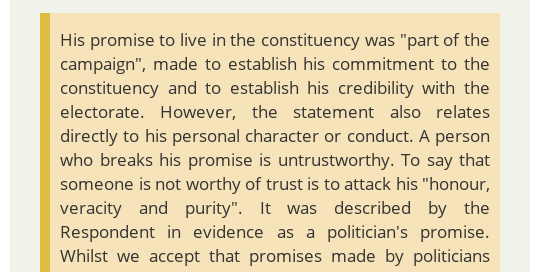 His promise to live in the constituency was "part of the
campaign", made to establish his commitment to the
constituency and to establish his credibility with the
electorate. However, the statement also relates
directly to his personal character or conduct. A person
who breaks his promise is untrustworthy. To say that
someone is not worthy of trust is to attack his "honour,
veracity and purity". It was described by the
Respondent in evidence as a politician's promise.
Whilst we accept that promises made by politicians